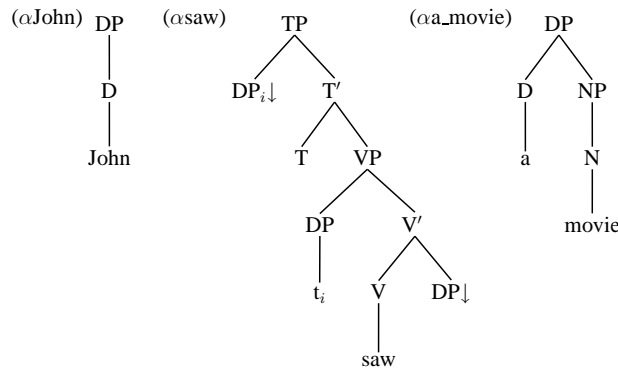 (αJohn) DP (αsaw) TP (αa_movie) DP
D DPᵢ↓ T′ D NP
John T VP a N
DP V′ movie
tᵢ V DP↓
saw